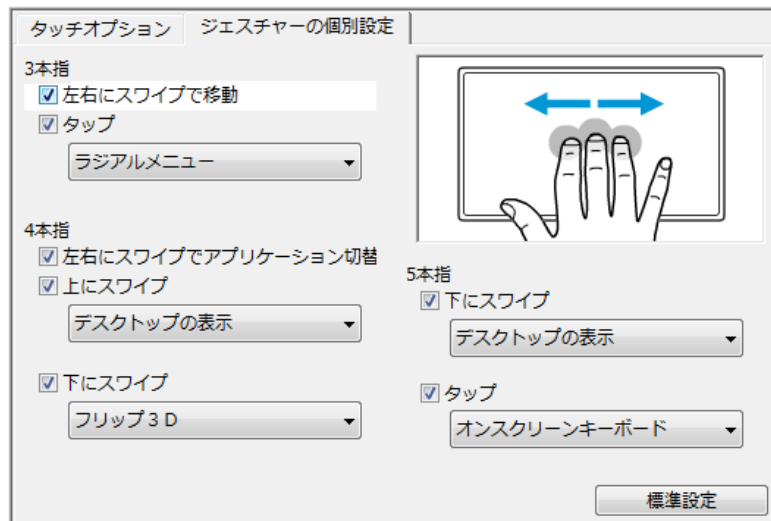 タッチオプション
ジェスチャーの個別設定
3本指
左右にスワイプで移動
タップ
ラジアルメニュー
4本指
左右にスワイプでアプリケーション切替
上にスワイプ
デスクトップの表示
下にスワイプ
フリップ３Ｄ
5本指
下にスワイプ
デスクトップの表示
タップ
オンスクリーンキーボード
標準設定